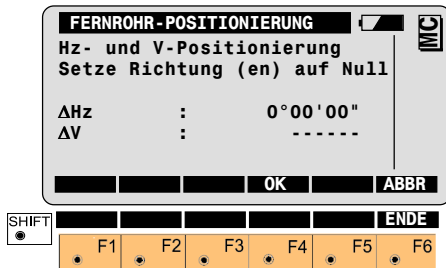 FERNROHR-POSITIONIERUNG
MC
Hz- und V-Positionierung
Setze Richtung (en) auf Null
ΔHz : 0°00'00"
ΔV : ------
OK ABBR
SHIFT ENDE
F1 F2 F3 F4 F5 F6